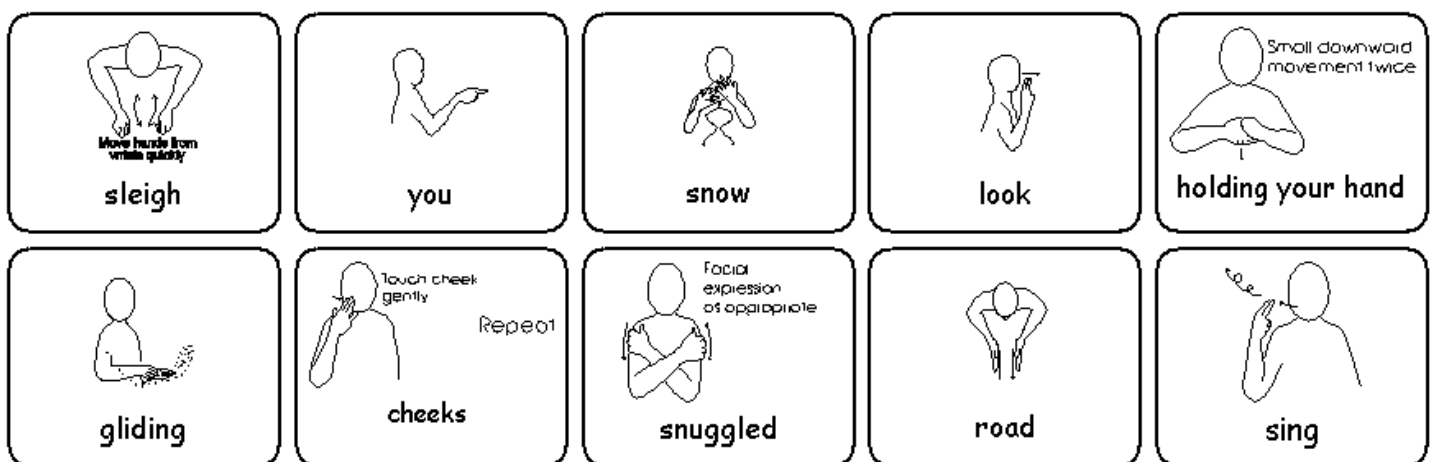 Move hands from
wrists quickly
sleigh
you
snow
look
Small downward
movement twice
holding your hand
gliding
Touch cheek
gently
Repeat
cheeks
Facial
expression
as appropriate
snuggled
road
sing